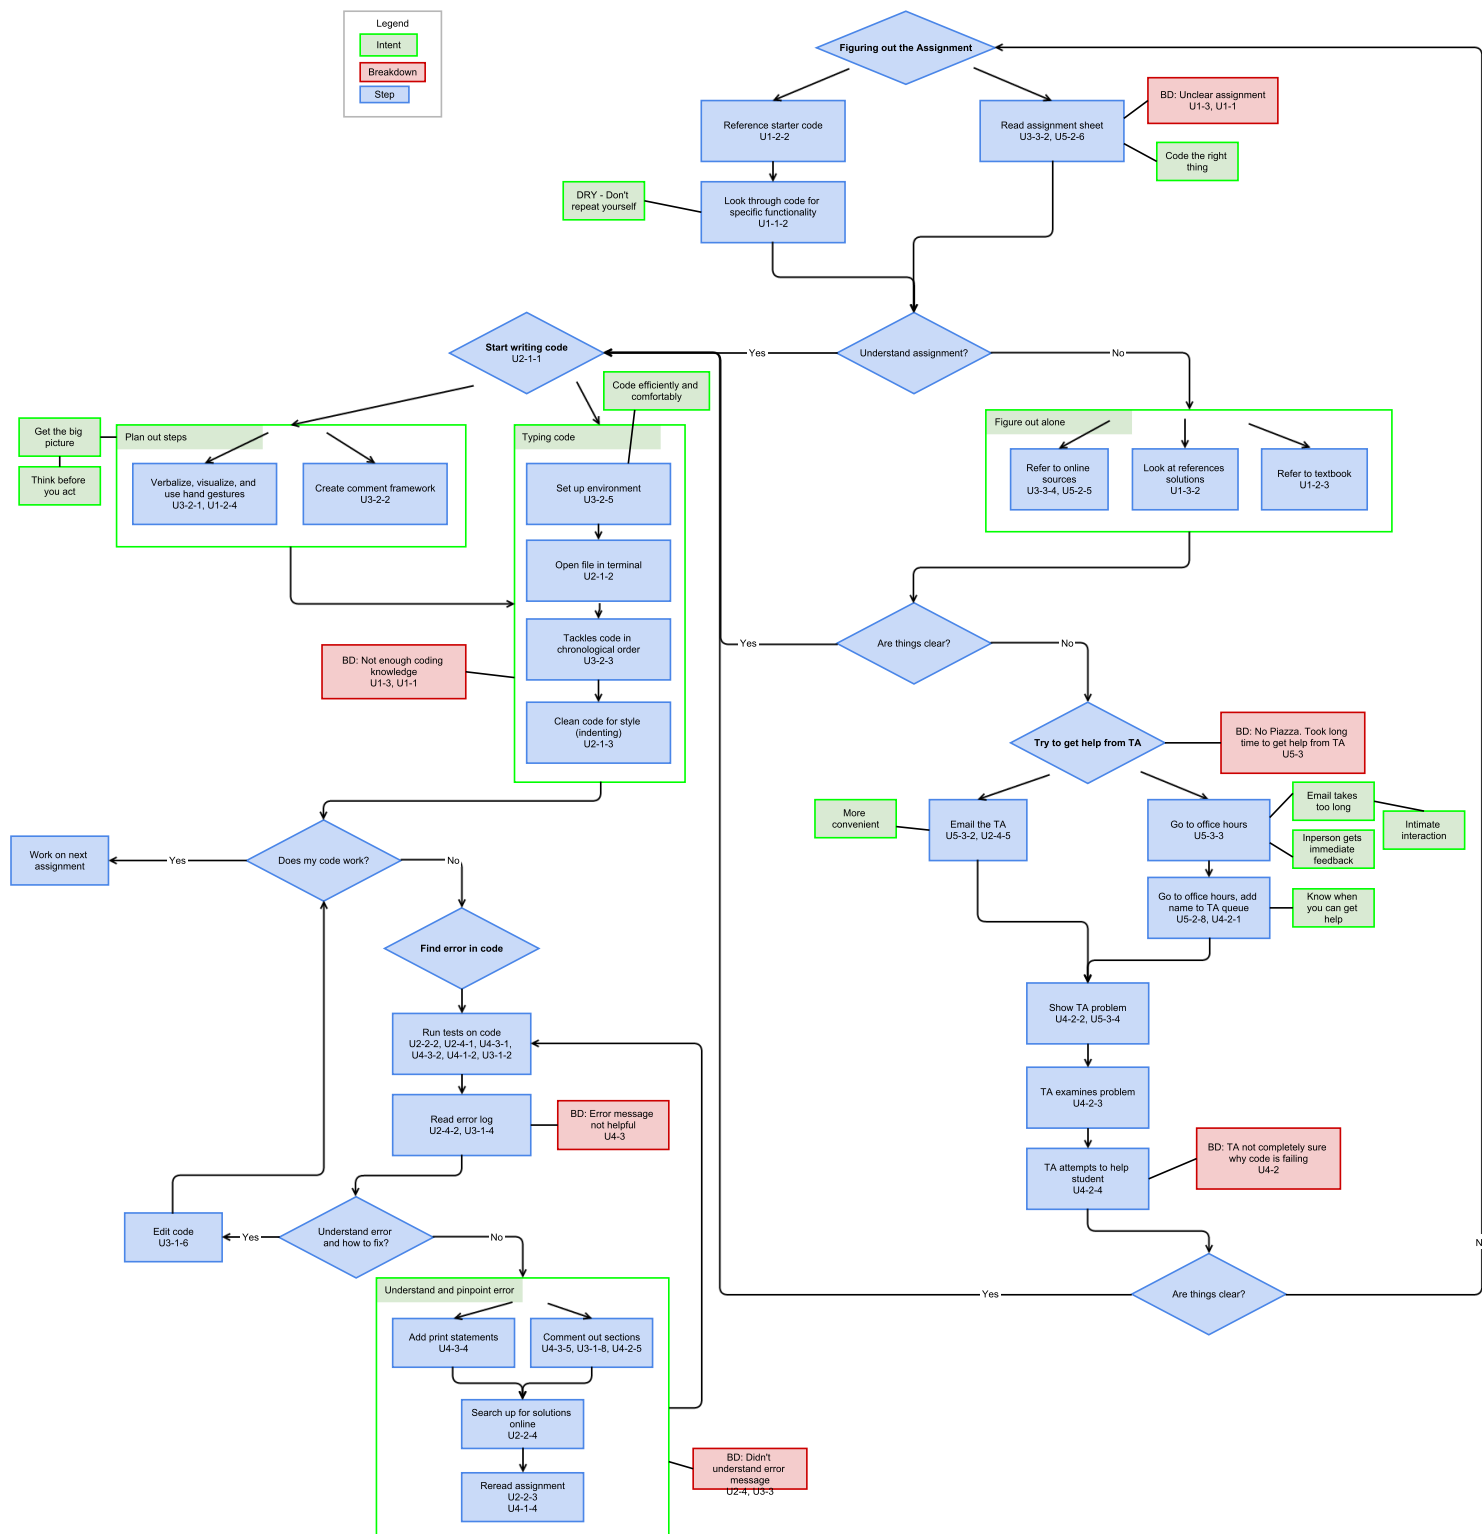 Legend
Intent
Breakdown
Step
Figuring out the Assignment
Reference starter code
U1-2-2
Read assignment sheet
U3-3-2, U5-2-6
BD: Unclear assignment
U1-3, U1-1
Code the right
thing
DRY - Don't
repeat yourself
Look through code for
specific functionality
U1-1-2
Start writing code
U2-1-1
Yes
Understand assignment?
No
Code efficiently and
comfortably
Get the big
picture
Think before
you act
Plan out steps
Verbalize, visualize, and
use hand gestures
U3-2-1, U1-2-4
Create comment framework
U3-2-2
Typing code
Set up environment
U3-2-5
Open file in terminal
U2-1-2
Tackles code in
chronological order
U3-2-3
Clean code for style
(indenting)
U2-1-3
BD: Not enough coding
knowledge
U1-3, U1-1
Figure out alone
Refer to online
sources
U3-3-4, U5-2-5
Look at references
solutions
U1-3-2
Refer to textbook
U1-2-3
Yes
Are things clear?
No
Try to get help from TA
BD: No Piazza. Took long
time to get help from TA
U5-3
More
convenient
Email the TA
U5-3-2, U2-4-5
Go to office hours
U5-3-3
Email takes
too long
Intimate
interaction
Inperson gets
immediate
feedback
Go to office hours, add
name to TA queue
U5-2-8, U4-2-1
Know when
you can get
help
Show TA problem
U4-2-2, U5-3-4
TA examines problem
U4-2-3
TA attempts to help
student
U4-2-4
BD: TA not completely sure
why code is failing
U4-2
Yes
Are things clear?
N
Work on next
assignment
Yes
Does my code work?
No
Find error in code
Run tests on code
U2-2-2, U2-4-1, U4-3-1,
U4-3-2, U4-1-2, U3-1-2
Read error log
U2-4-2, U3-1-4
BD: Error message
not helpful
U4-3
Edit code
U3-1-6
Yes
Understand error
and how to fix?
No
Understand and pinpoint error
Add print statements
U4-3-4
Comment out sections
U4-3-5, U3-1-8, U4-2-5
Search up for solutions
online
U2-2-4
Reread assignment
U2-2-3
U4-1-4
BD: Didn't
understand error
message
U2-4, U3-3